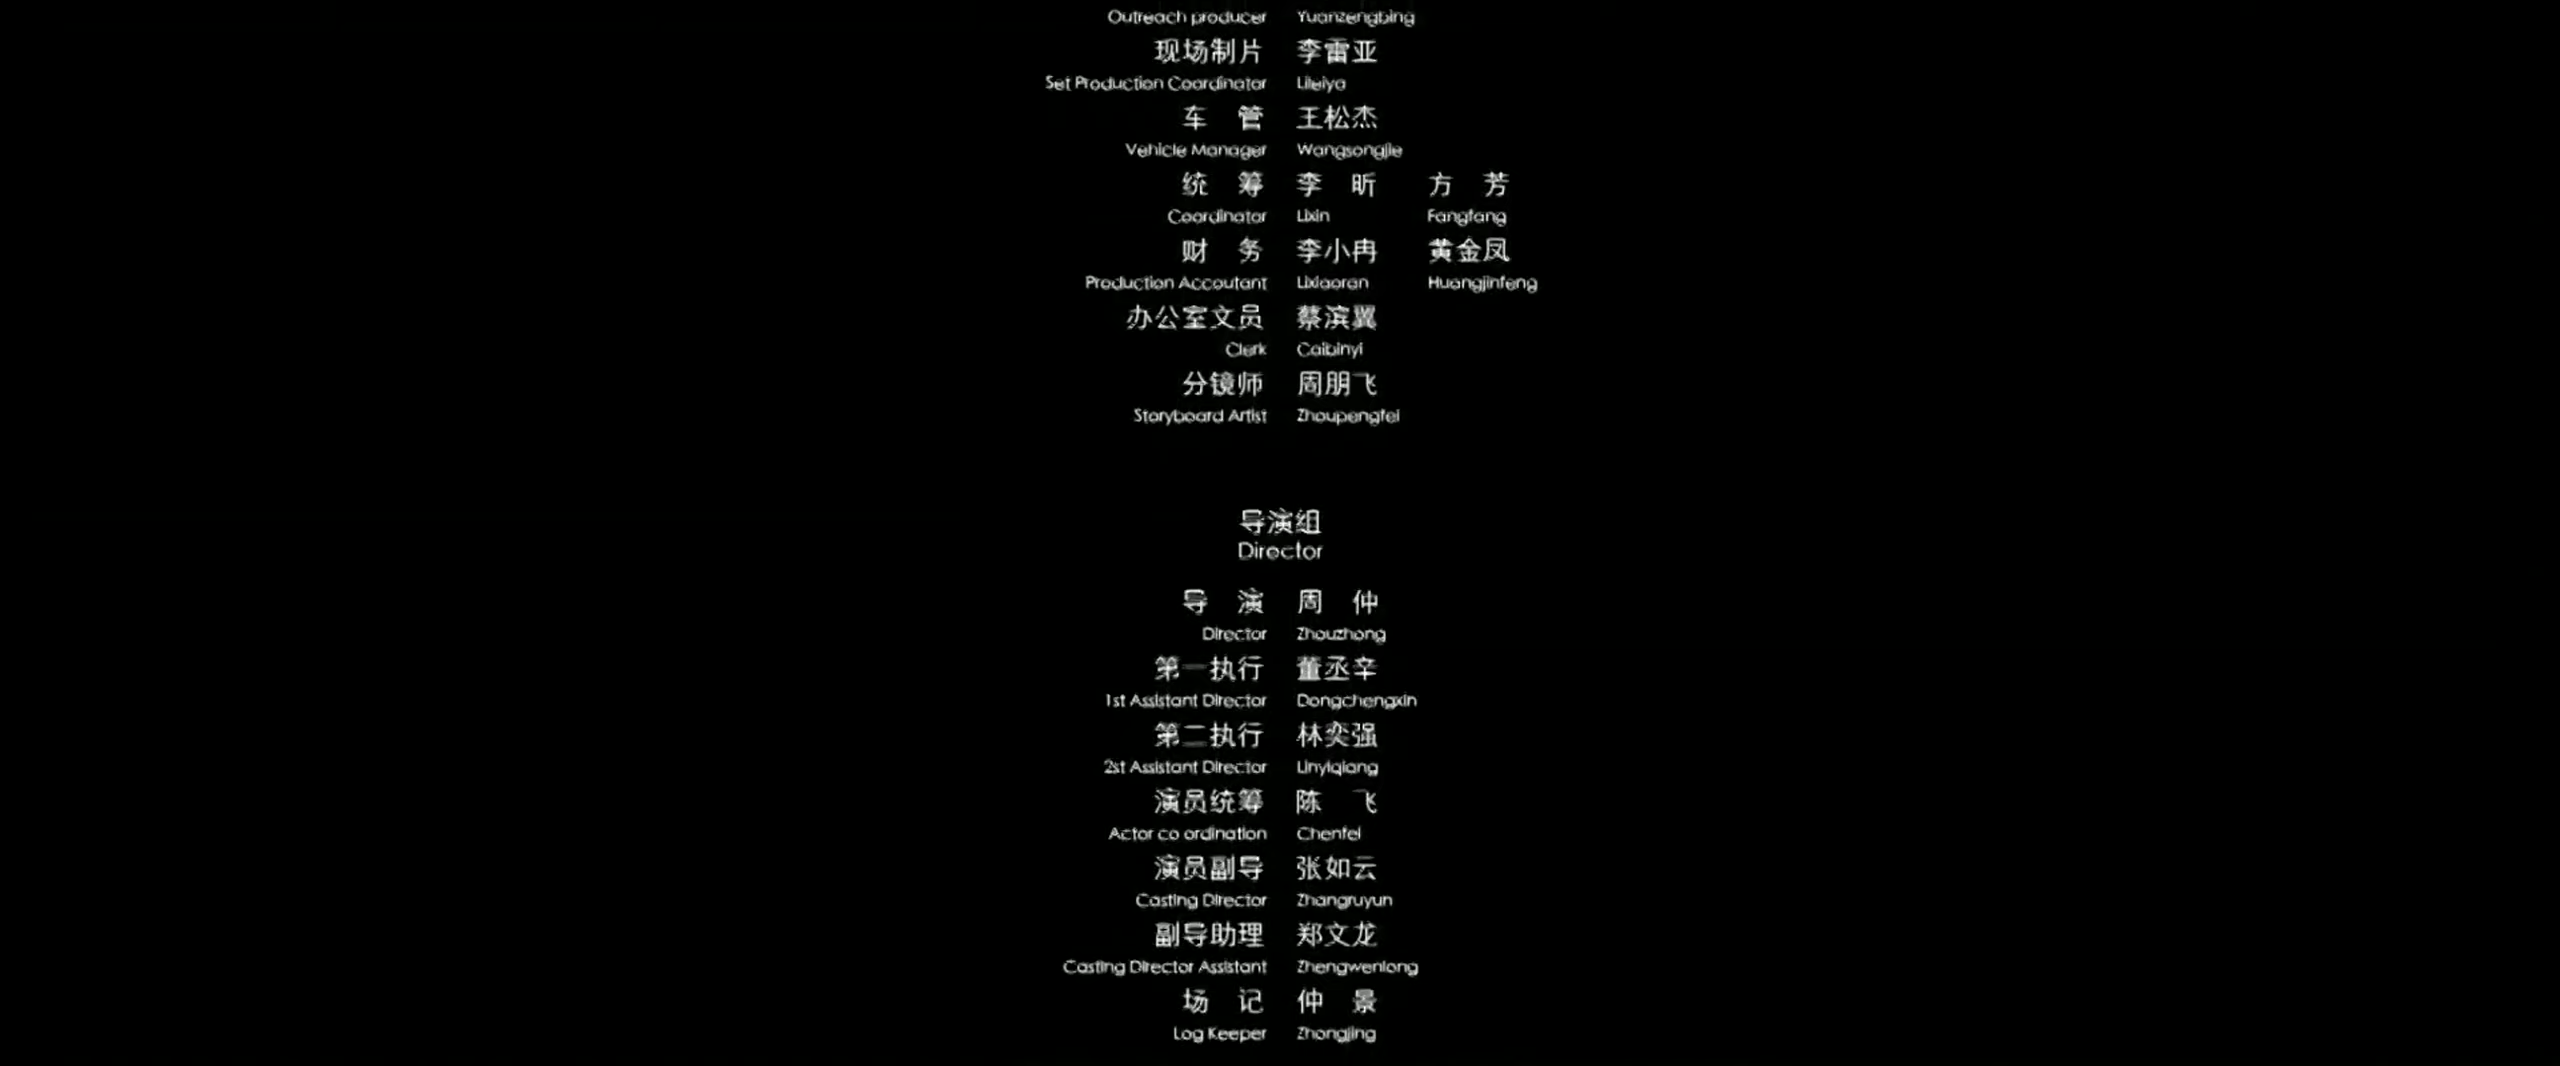 Outreach producer Yuanzengbing
现场制片 李雷亚
Set Production Coordinator Lileiya
车 管 王松杰
Vehicle Manager Wangsongjie
统 筹 李 昕 方 芳
Coordinator Lixin Fangfang
财 务 李小冉 黄金凤
Production Accoutant Lixiaoran Huangjinfeng
办公室文员 蔡滨翼
Clerk Caibinyi
分镜师 周朋飞
Storyboard Artist Zhoupengfei
导演组
Director
导 演 周 仲
Director Zhouzhong
第一执行 董丞辛
1st Assistant Director Dongchengxin
第二执行 林奕强
2st Assistant Director Linyiqiang
演员统筹 陈 飞
Actor co ordination Chenfei
演员副导 张如云
Casting Director Zhangruyun
副导助理 郑文龙
Casting Director Assistant Zhengwenlong
场 记 仲 景
Log Keeper Zhongjing